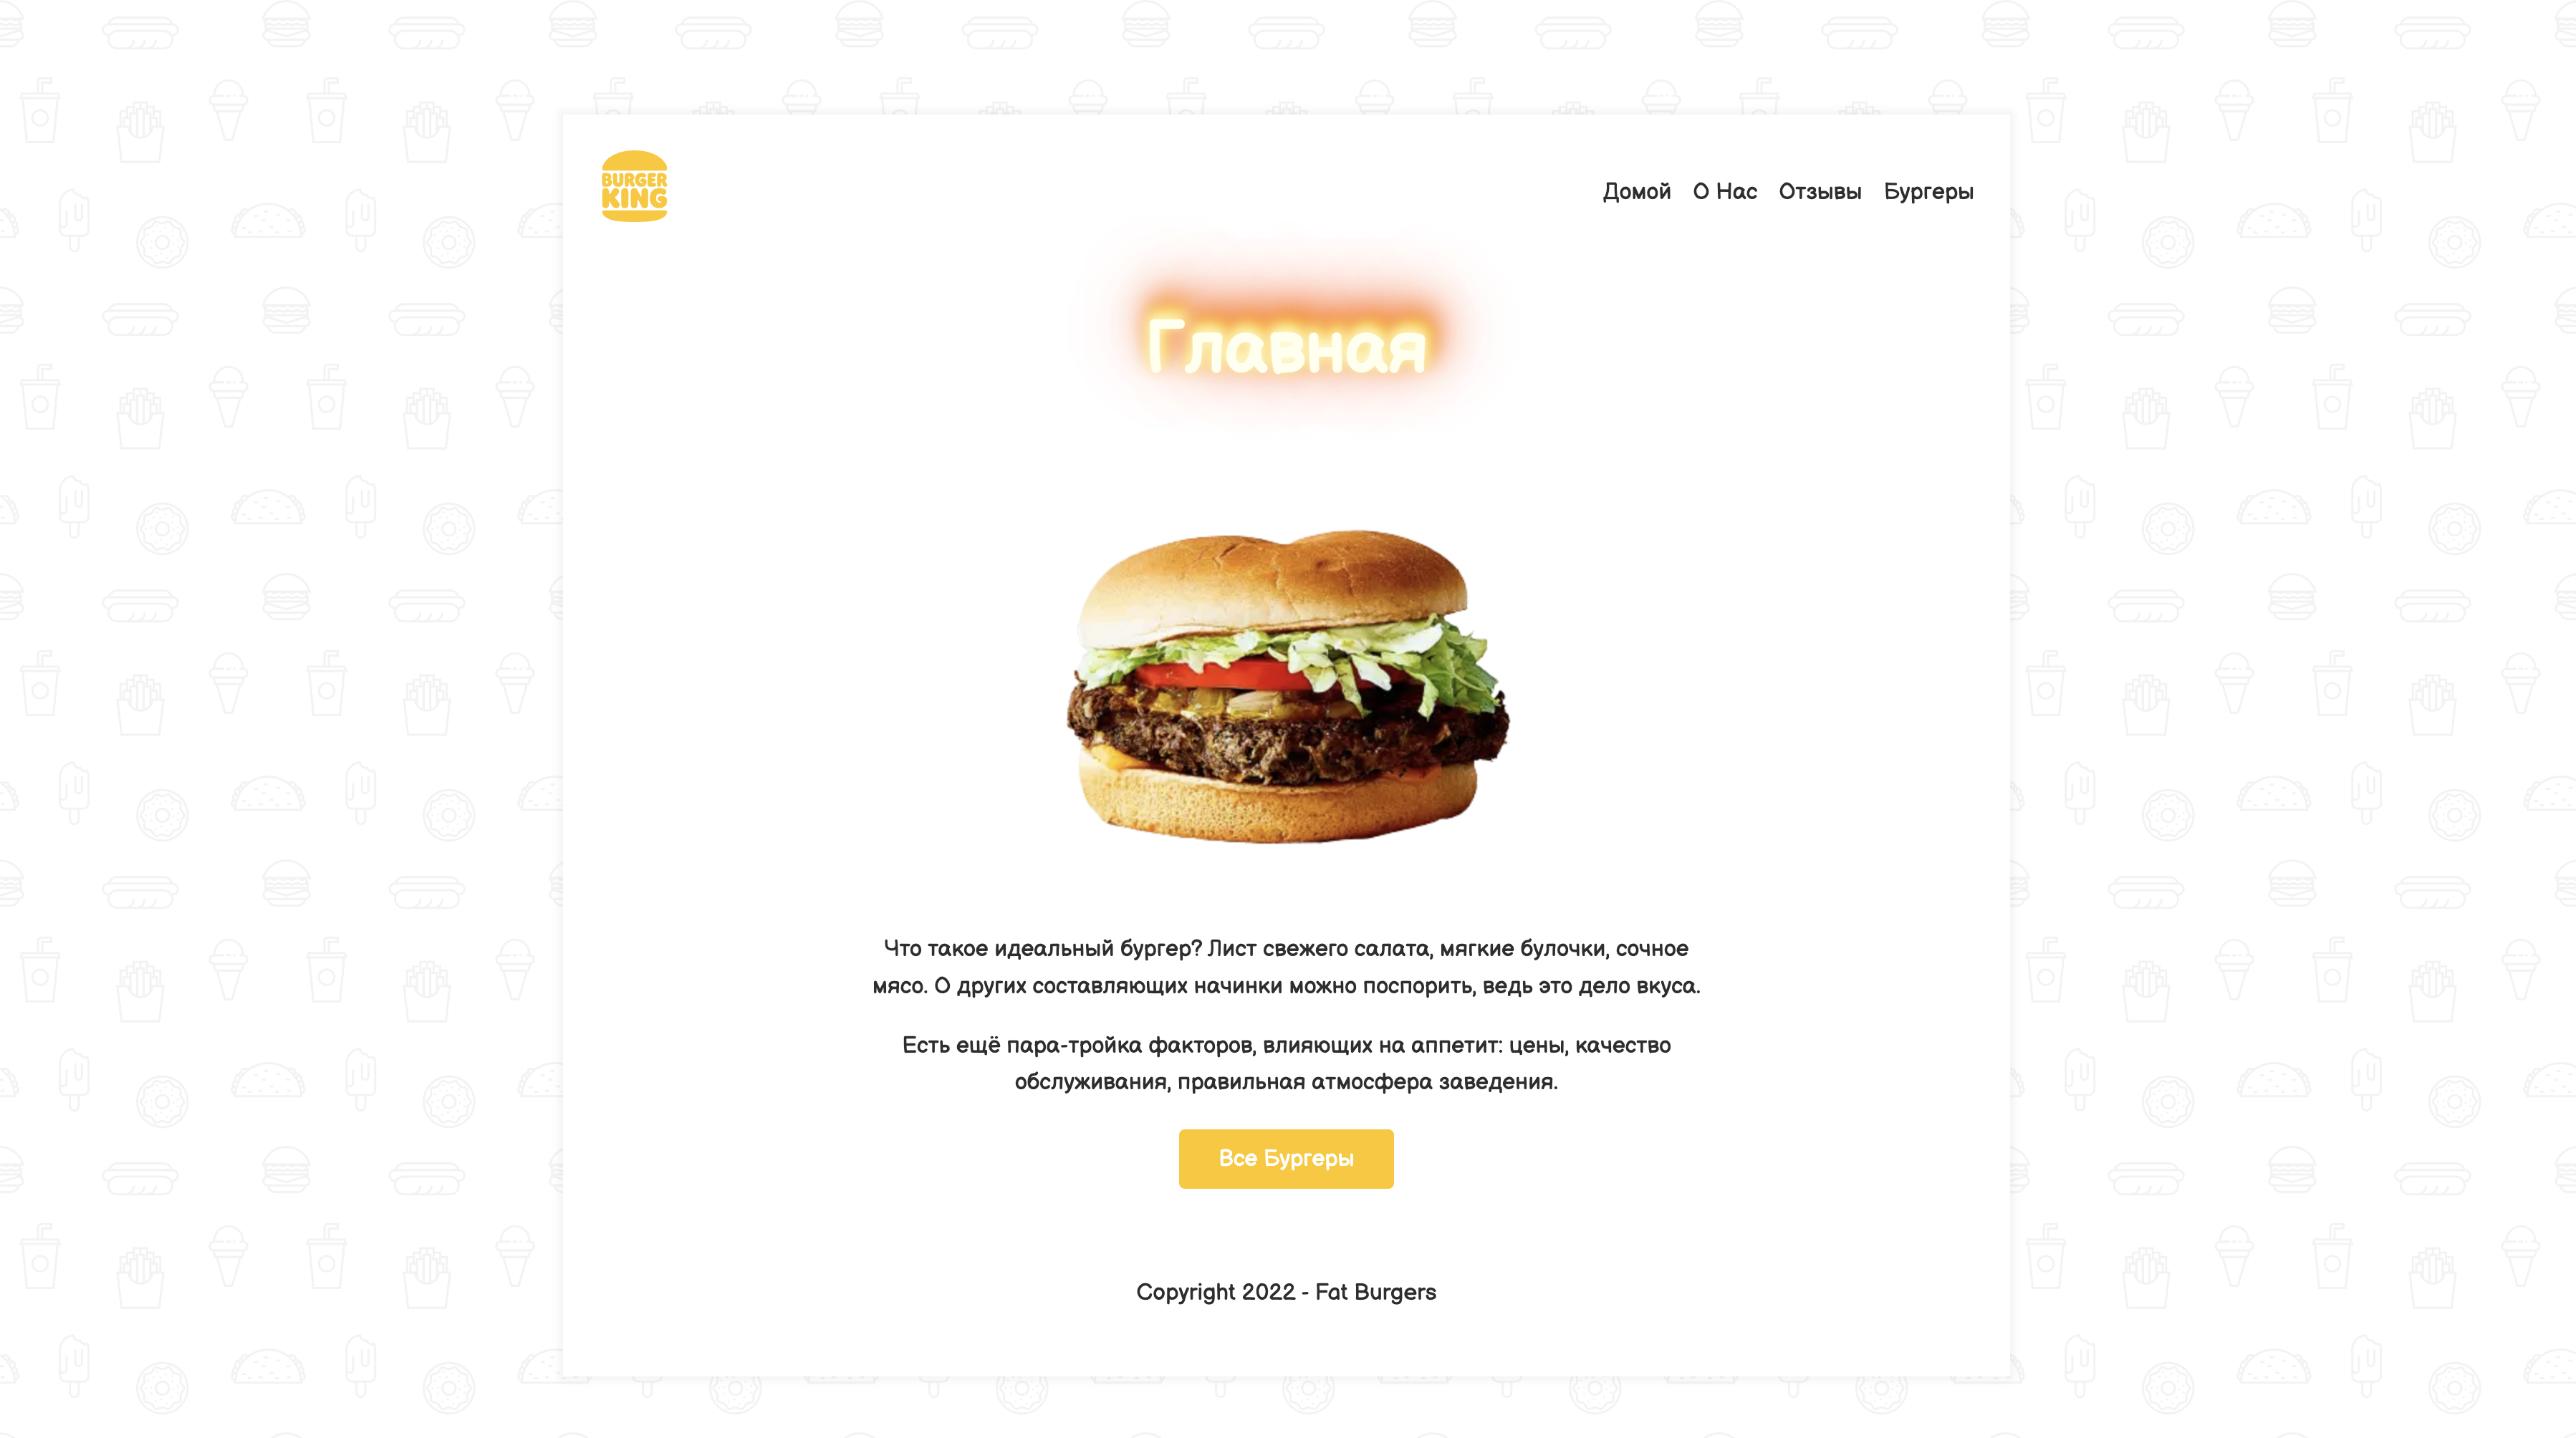 BURGER
KING
Домой О Нас Отзывы Бургеры
Главная
Что такое идеальный бургер? Лист свежего салата, мягкие булочки, сочное
мясо. О других составляющих начинки можно поспорить, ведь это дело вкуса.
Есть ещё пара-тройка факторов, влияющих на аппетит: цены, качество
обслуживания, правильная атмосфера заведения.
Все Бургеры
Copyright 2022 - Fat Burgers